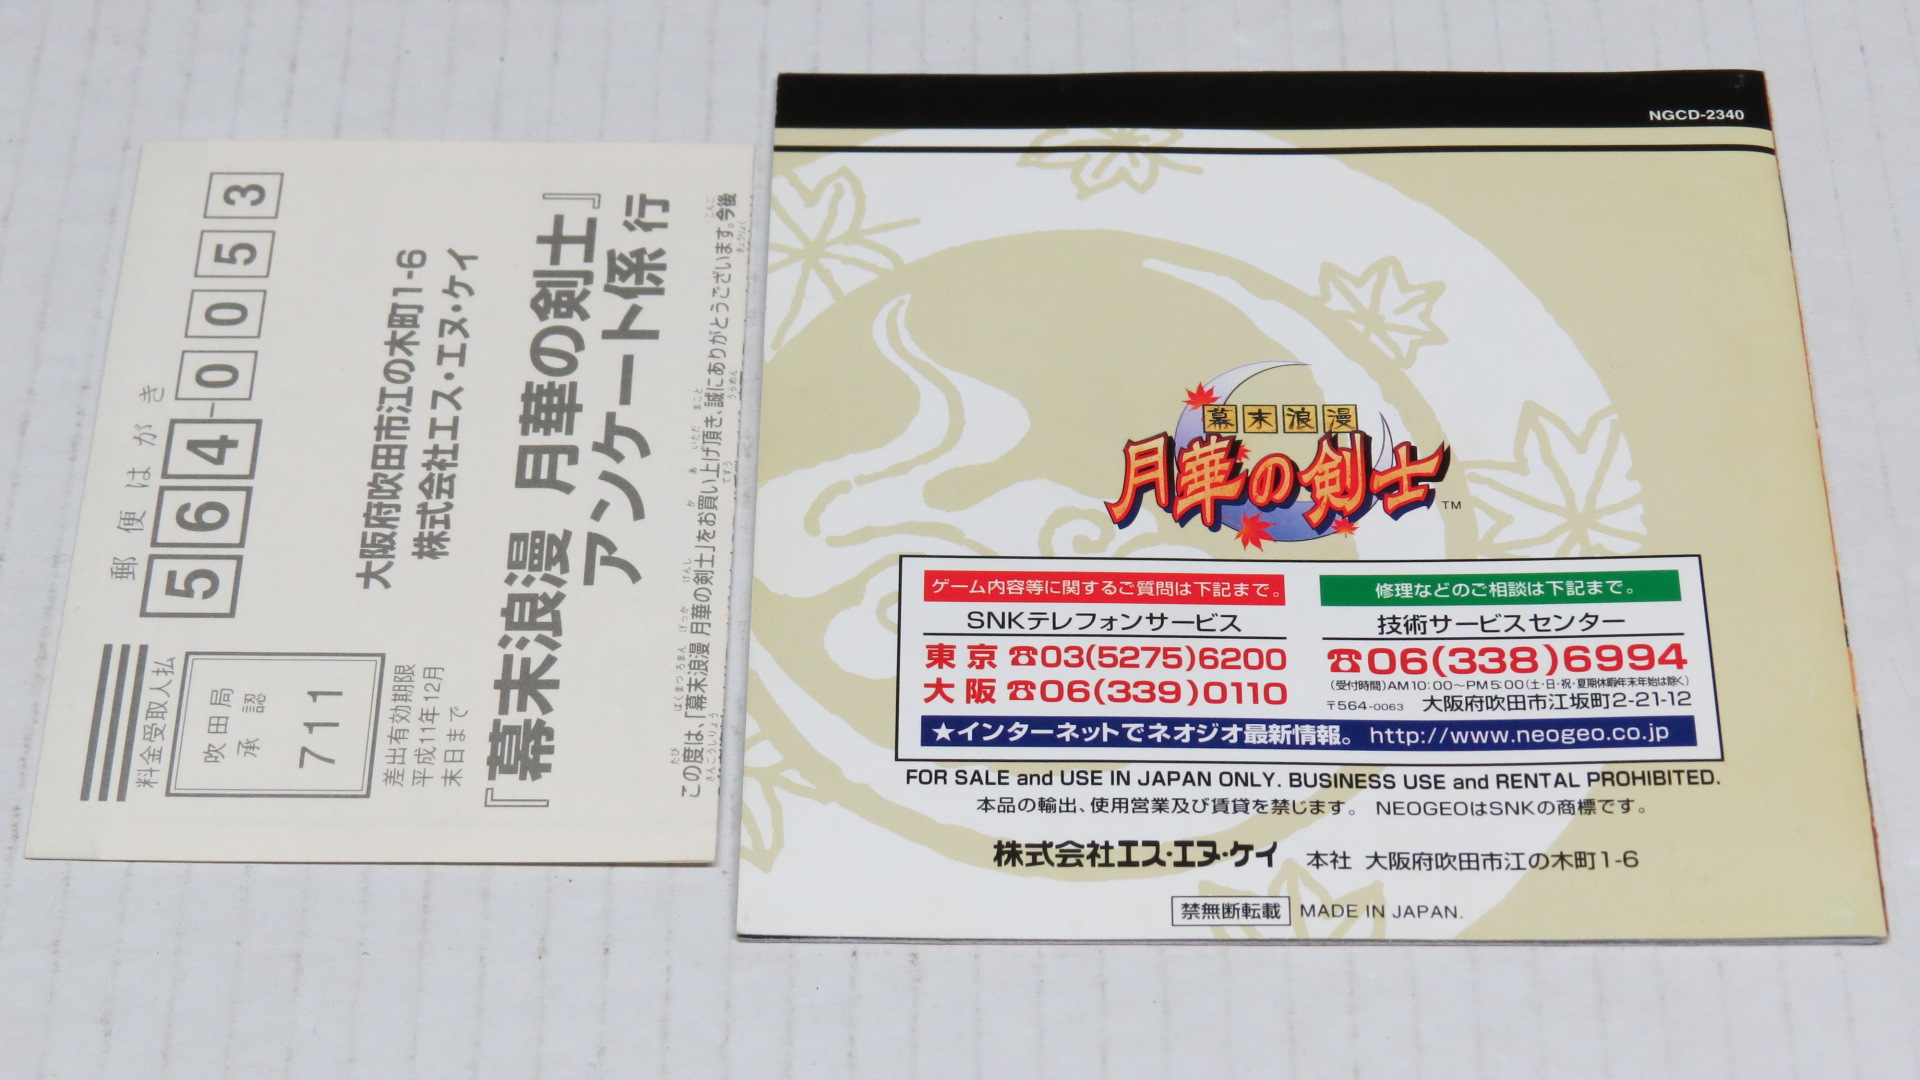 郵便はがき
564-0053
料金受取人払
吹田局
承認
711
差出有効期限
平成11年12月
末日まで
大阪府吹田市江の木町1-6
株式会社エス・エヌ・ケイ
『幕末浪漫 月華の剣士』
アンケート係 行
この度は、「幕末浪漫 月華の剣士」をお買い上げ頂き、誠にありがとうございます。今後
NGCD-2340
幕末浪漫
月華の剣士
TM
ゲーム内容等に関するご質問は下記まで。
SNKテレフォンサービス
東京 ☎03(5275)6200
大阪 ☎06(339)0110
修理などのご相談は下記まで。
技術サービスセンター
☎06(338)6994
(受付時間)AM10:00～PM5:00(土・日・祝・夏期休暇年末年始は除く)
〒564-0063 大阪府吹田市江坂町2-21-12
★インターネットでネオジオ最新情報。 http://www.neogeo.co.jp
FOR SALE and USE IN JAPAN ONLY. BUSINESS USE and RENTAL PROHIBITED.
本品の輸出、使用営業及び賃貸を禁じます。 NEOGEOはSNKの商標です。
株式会社エス・エヌ・ケイ 本社 大阪府吹田市江の木町1-6
禁無断転載 MADE IN JAPAN.